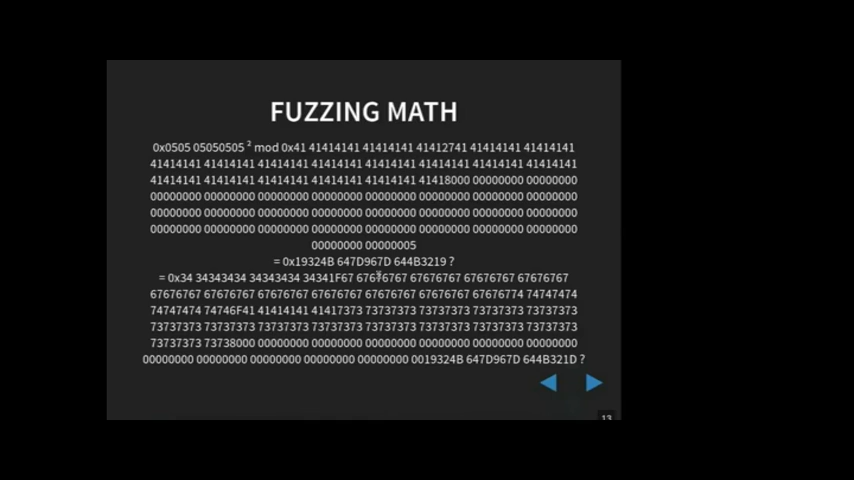 FUZZING MATH
0x0505 05050505 ² mod 0x41 41414141 41414141 41412741 41414141 41414141
41414141 41414141 41414141 41414141 41414141 41414141 41414141 41414141
41414141 41414141 41414141 41414141 41414141 41418000 00000000 00000000
00000000 00000000 00000000 00000000 00000000 00000000 00000000 00000000
00000000 00000000 00000000 00000000 00000000 00000000 00000000 00000000
00000000 00000000 00000000 00000000 00000000 00000000 00000000 00000000
00000000 00000005
= 0x19324B 647D967D 644B3219 ?
= 0x34 34343434 34343434 34341F67 67676767 67676767 67676767 67676767
67676767 67676767 67676767 67676767 67676767 67676767 67676774 74747474
74747474 74746F41 41414141 41417373 73737373 73737373 73737373 73737373
73737373 73737373 73737373 73737373 73737373 73737373 73737373 73737373
73737373 73738000 00000000 00000000 00000000 00000000 00000000 00000000
00000000 00000000 00000000 00000000 00000000 0019324B 647D967D 644B321D ?
13